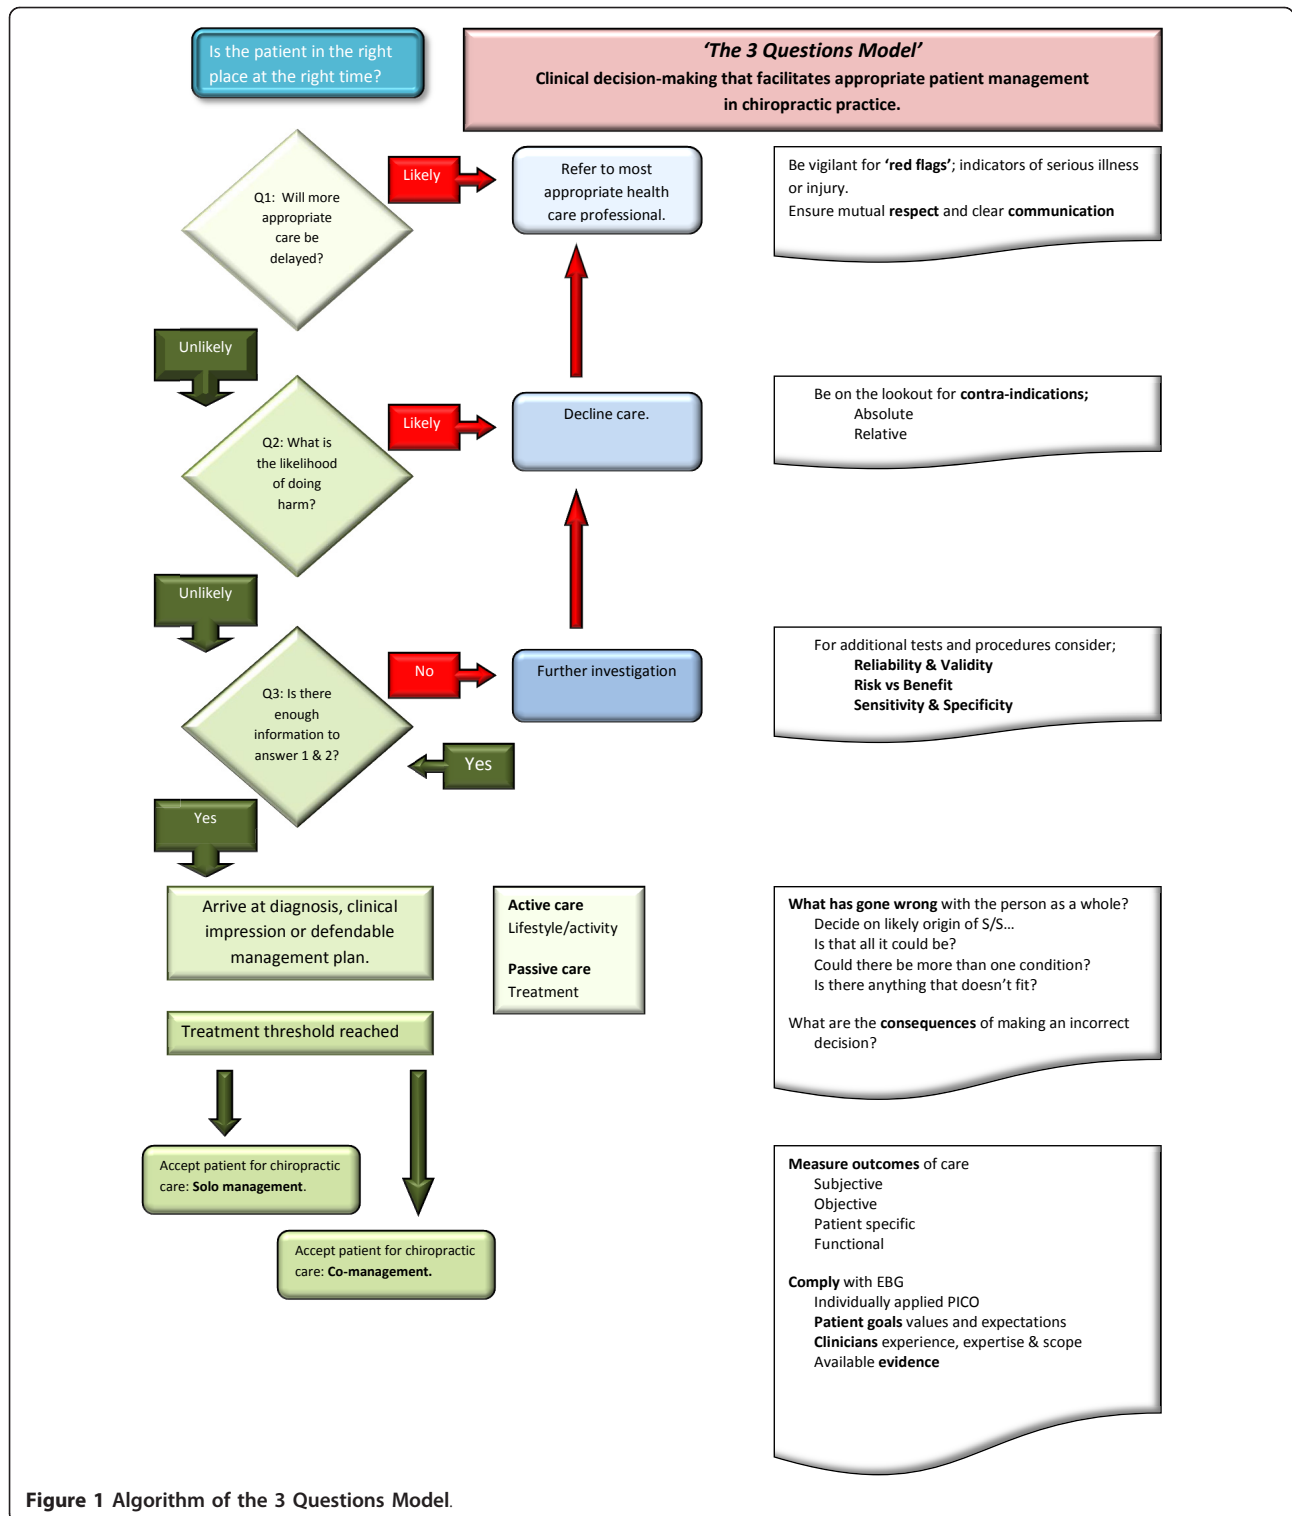 Is the patient in the right
place at the right time?
‘The 3 Questions Model’
Clinical decision-making that facilitates appropriate patient management
in chiropractic practice.
Q1: Will more
appropriate
care be
delayed?
Likely
Refer to most
appropriate health
care professional.
Be vigilant for ‘red flags’; indicators of serious illness
or injury.
Ensure mutual respect and clear communication
Unlikely
Q2: What is
the likelihood
of doing
harm?
Likely
Decline care.
Be on the lookout for contra-indications;
Absolute
Relative
Unlikely
Q3: Is there
enough
information to
answer 1 & 2?
No
Further investigation
Yes
For additional tests and procedures consider;
Reliability & Validity
Risk vs Benefit
Sensitivity & Specificity
Yes
Arrive at diagnosis, clinical
impression or defendable
management plan.
Active care
Lifestyle/activity
Passive care
Treatment
What has gone wrong with the person as a whole?
Decide on likely origin of S/S…
Is that all it could be?
Could there be more than one condition?
Is there anything that doesn’t fit?
What are the consequences of making an incorrect
decision?
Treatment threshold reached
Accept patient for chiropractic
care: Solo management.
Accept patient for chiropractic
care: Co-management.
Measure outcomes of care
Subjective
Objective
Patient specific
Functional
Comply with EBG
Individually applied PICO
Patient goals values and expectations
Clinicians experience, expertise & scope
Available evidence
Figure 1 Algorithm of the 3 Questions Model.